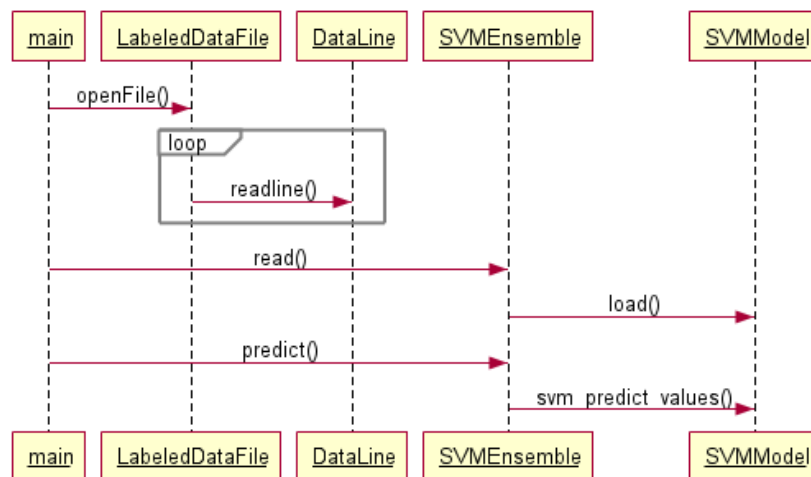 main LabeledDataFile DataLine SVMEnsemble SVMModel
openFile()
loop
readline()
read()
load()
predict()
svm_predict_values()
main LabeledDataFile DataLine SVMEnsemble SVMModel